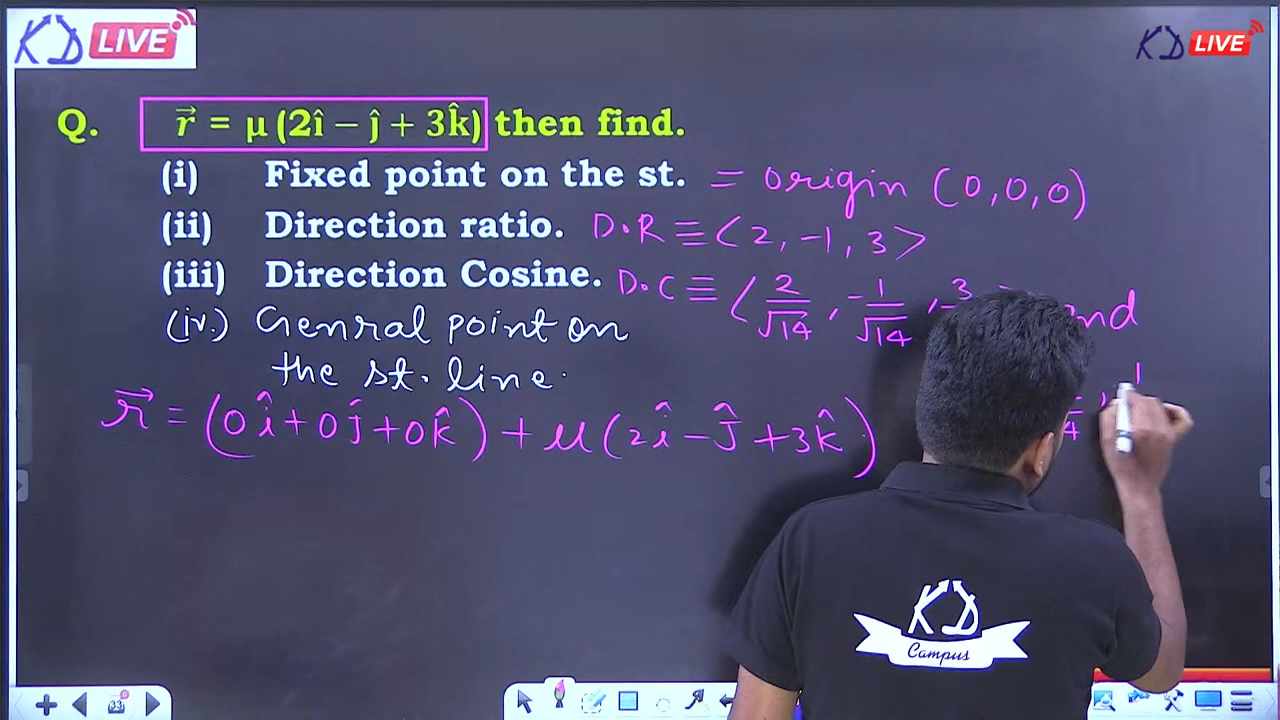 KD LIVE
KD LIVE
Q. r⃗ = μ (2î − ĵ + 3k̂) then find.
(i) Fixed point on the st. = origin (0,0,0)
(ii) Direction ratio. D.R ≡ <2, -1, 3>
(iii) Direction Cosine. D.C ≡ ⟨2/√14, -1/√14, 3
(iv.) Genral point on
the st. line.
r⃗ = (0î+0ĵ+0k̂) + μ(2î−ĵ+3k̂)
KD
Campus